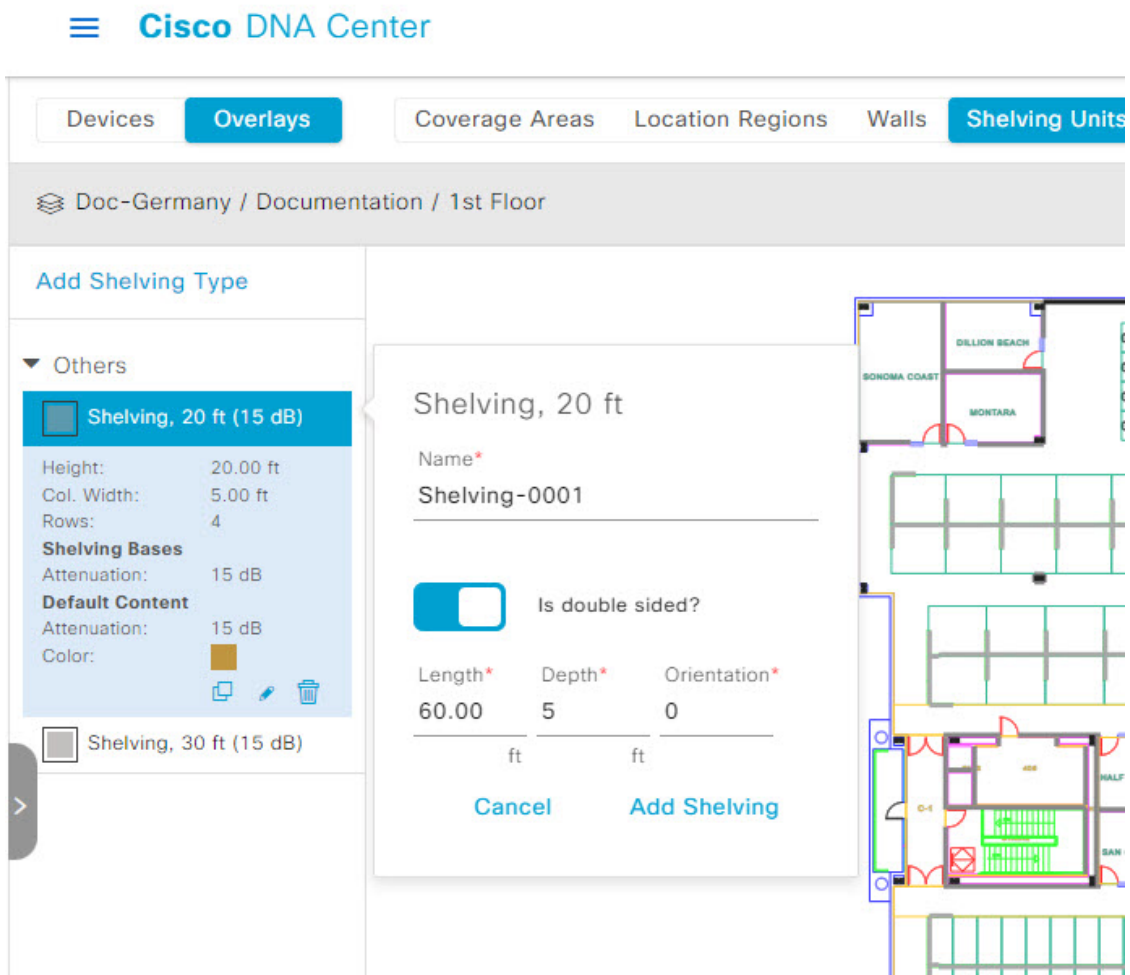 Cisco DNA Center
Devices Overlays Coverage Areas Location Regions Walls Shelving Units
Doc-Germany / Documentation / 1st Floor
Add Shelving Type
Others
Shelving, 20 ft (15 dB)
Height: 20.00 ft
Col. Width: 5.00 ft
Rows: 4
Shelving Bases
Attenuation: 15 dB
Default Content
Attenuation: 15 dB
Color:
Shelving, 30 ft (15 dB)
Shelving, 20 ft
Name*
Shelving-0001
Is double sided?
Length* Depth* Orientation*
60.00 5 0
ft ft
Cancel Add Shelving
DILLION BEACH
SONOMA COAST
MONTARA
HALF
C-1
SAN